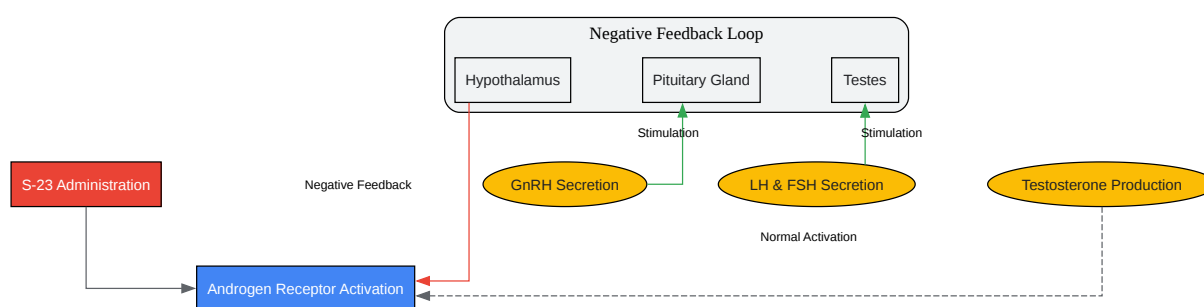 Negative Feedback Loop
Hypothalamus
Pituitary Gland
Testes
Stimulation
Stimulation
S-23 Administration
Negative Feedback
GnRH Secretion
LH & FSH Secretion
Testosterone Production
Normal Activation
Androgen Receptor Activation